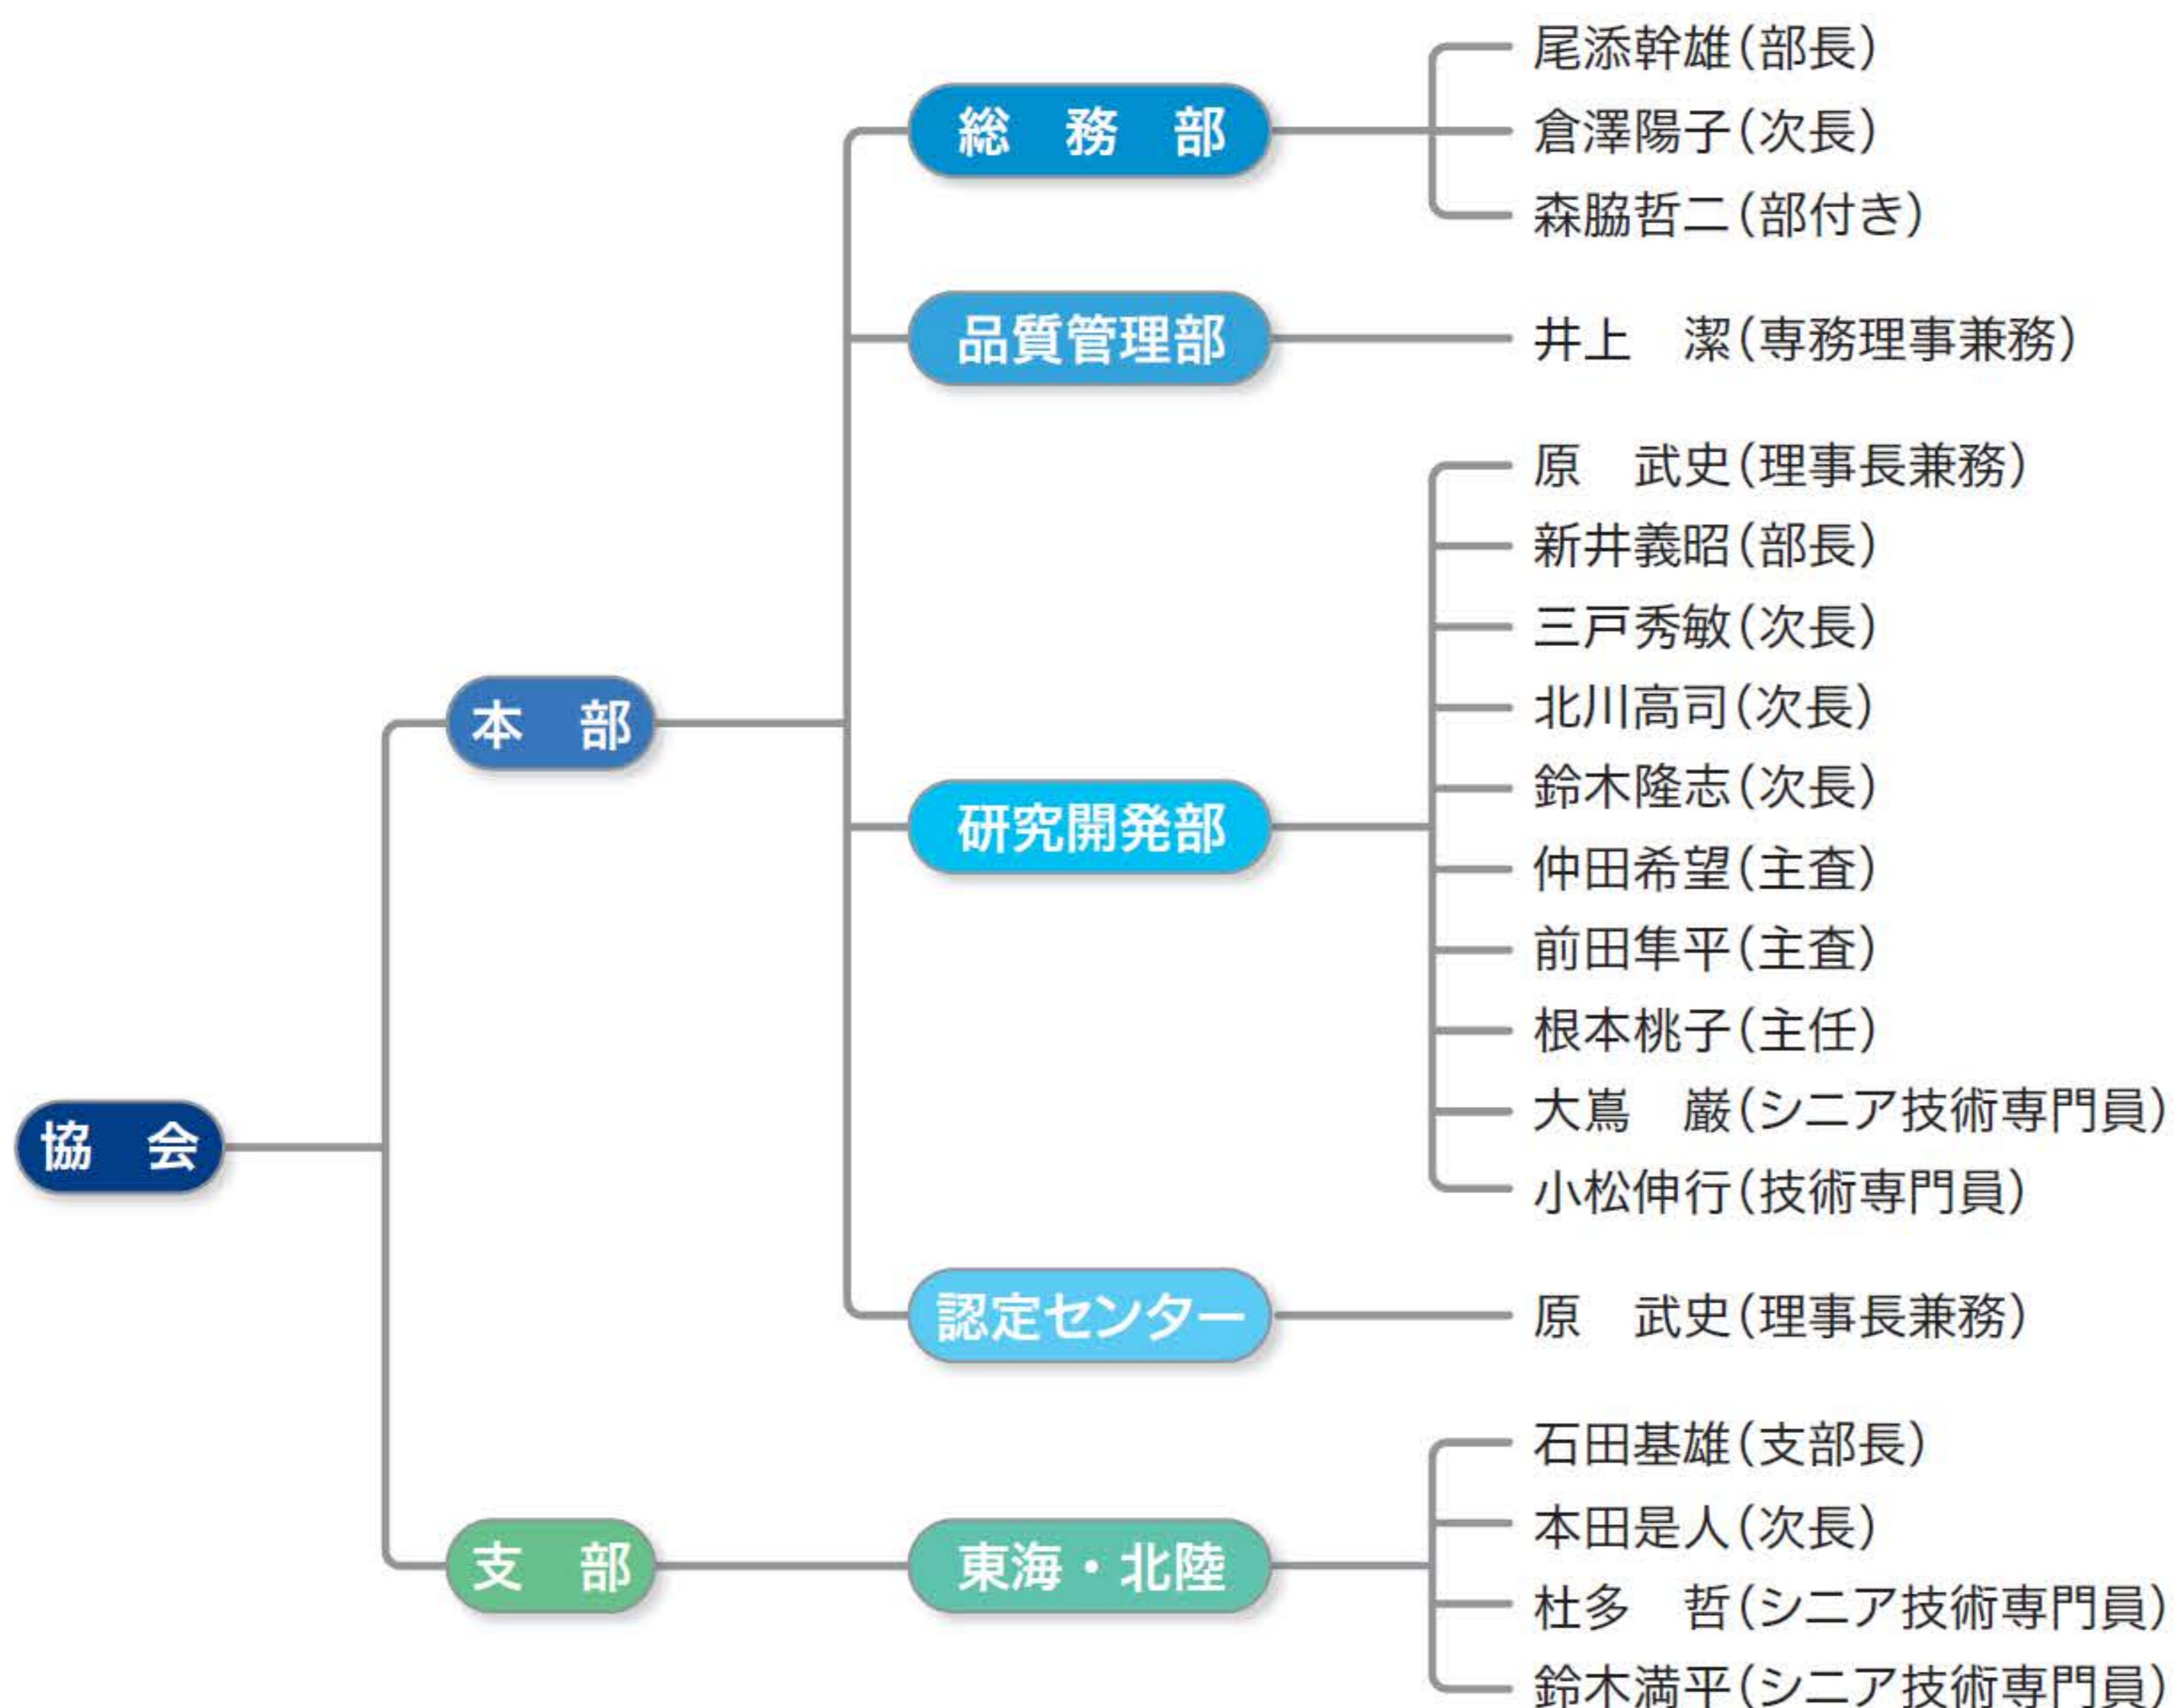 協　会
本　部
総　務　部
尾添幹雄（部長）
倉澤陽子（次長）
森脇哲二（部付き）
品質管理部
井上　潔（専務理事兼務）
研究開発部
原　武史（理事長兼務）
新井義昭（部長）
三戸秀敏（次長）
北川高司（次長）
鈴木隆志（次長）
仲田希望（主査）
前田隼平（主査）
根本桃子（主任）
大嶌　巌（シニア技術専門員）
小松伸行（技術専門員）
認定センター
原　武史（理事長兼務）
支　部
東海・北陸
石田基雄（支部長）
本田是人（次長）
杜多　哲（シニア技術専門員）
鈴木満平（シニア技術専門員）